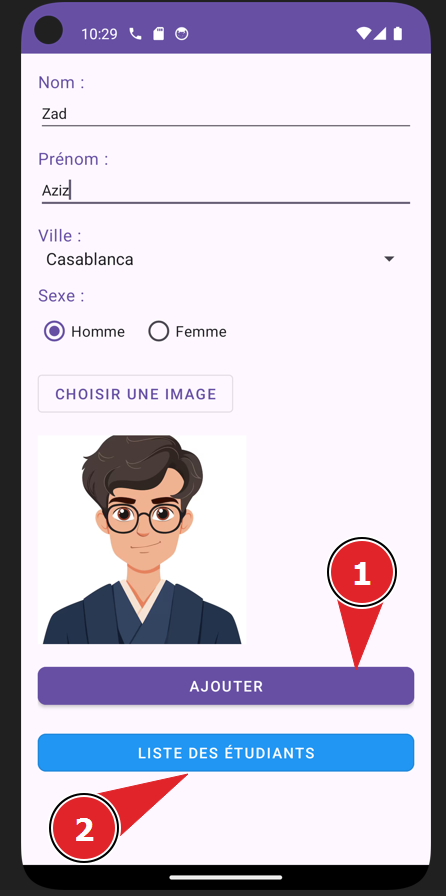 10:29
Nom :
Zad
Prénom :
Aziz
Ville :
Casablanca
Sexe :
Homme Femme
CHOISIR UNE IMAGE
1
AJOUTER
LISTE DES ÉTUDIANTS
2